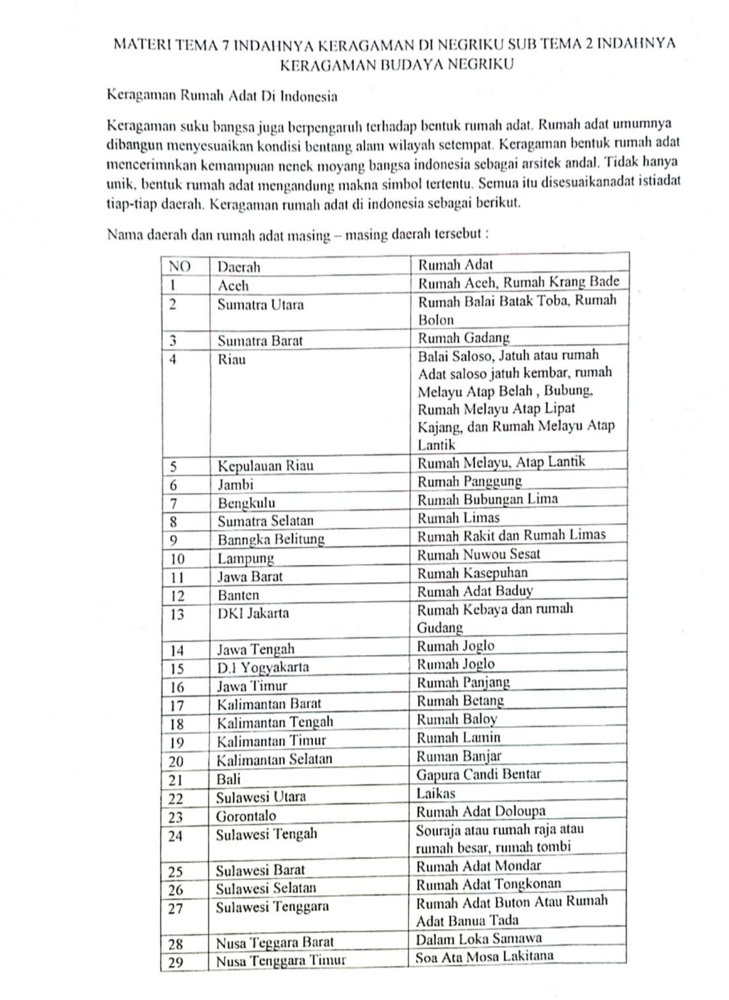 MATERI TEMA 7 INDAHNYA KERAGAMAN DI NEGRIKU SUB TEMA 2 INDAHNYA
KERAGAMAN BUDAYA NEGRIKU
Keragaman Rumah Adat Di Indonesia
Keragaman suku bangsa juga berpengaruh terhadap bentuk rumah adat. Rumah adat umumnya
dibangun menyesuaikan kondisi bentang alam wilayah setempat. Keragaman bentuk rumah adat
mencerimnkan kemampuan nenek moyang bangsa indonesia sebagai arsitek andal. Tidak hanya
unik, bentuk rumah adat mengandung makna simbol tertentu. Semua itu disesuaikanadat istiadat
tiap-tiap daerah. Keragaman rumah adat di indonesia sebagai berikut.
Nama daerah dan rumah adat masing – masing daerah tersebut :
NO Daerah Rumah Adat
1 Aceh Rumah Aceh, Rumah Krang Bade
2 Sumatra Utara Rumah Balai Batak Toba, Rumah
Bolon
3 Sumatra Barat Rumah Gadang
4 Riau Balai Saloso, Jatuh atau rumah
Adat saloso jatuh kembar, rumah
Melayu Atap Belah , Bubung,
Rumah Melayu Atap Lipat
Kajang, dan Rumah Melayu Atap
Lantik
5 Kepulauan Riau Rumah Melayu, Atap Lantik
6 Jambi Rumah Panggung
7 Bengkulu Rumah Bubungan Lima
8 Sumatra Selatan Rumah Limas
9 Banngka Belitung Rumah Rakit dan Rumah Limas
10 Lampung Rumah Nuwou Sesat
11 Jawa Barat Rumah Kasepuhan
12 Banten Rumah Adat Baduy
13 DKI Jakarta Rumah Kebaya dan rumah
Gudang
14 Jawa Tengah Rumah Joglo
15 D.I Yogyakarta Rumah Joglo
16 Jawa Timur Rumah Panjang
17 Kalimantan Barat Rumah Betang
18 Kalimantan Tengah Rumah Baloy
19 Kalimantan Timur Rumah Lamin
20 Kalimantan Selatan Ruman Banjar
21 Bali Gapura Candi Bentar
22 Sulawesi Utara Laikas
23 Gorontalo Rumah Adat Doloupa
24 Sulawesi Tengah Souraja atau rumah raja atau
rumah besar, rumah tombi
25 Sulawesi Barat Rumah Adat Mondar
26 Sulawesi Selatan Rumah Adat Tongkonan
27 Sulawesi Tenggara Rumah Adat Buton Atau Rumah
Adat Banua Tada
28 Nusa Teggara Barat Dalam Loka Samawa
29 Nusa Tenggara Timur Soa Ata Mosa Lakitana